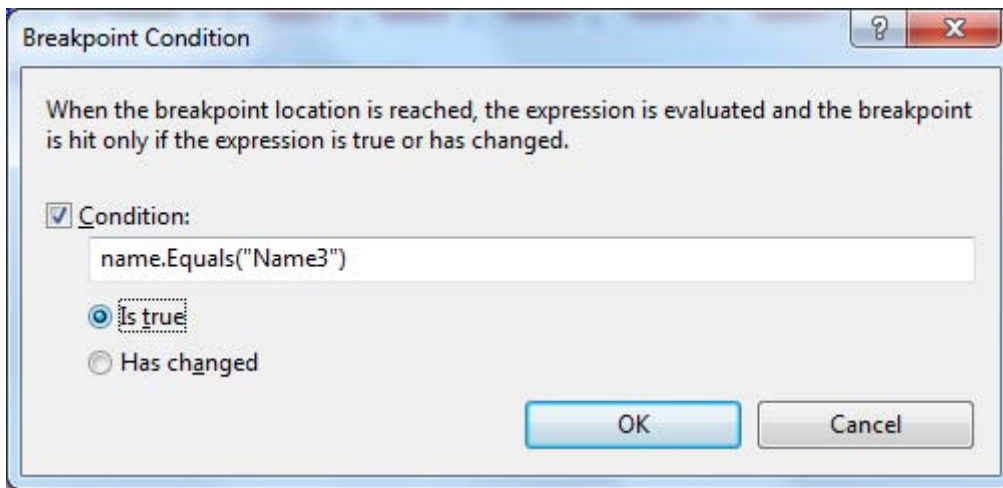 Breakpoint Condition
When the breakpoint location is reached, the expression is evaluated and the breakpoint
is hit only if the expression is true or has changed.
Condition:
name.Equals("Name3")
Is true
Has changed
OK Cancel